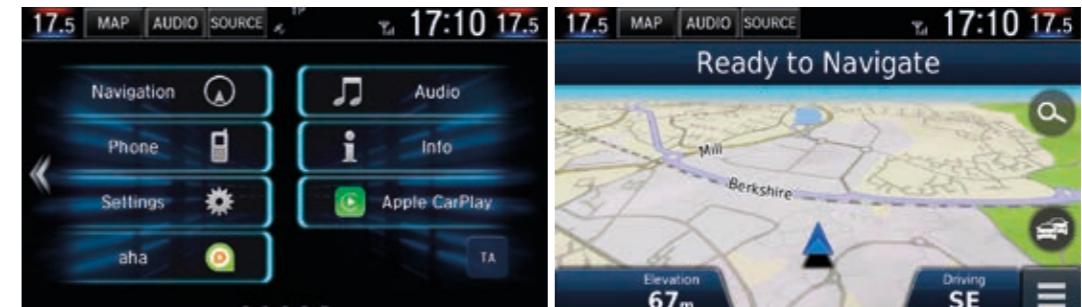 17.5 MAP AUDIO SOURCE TP 17:10 17.5
Navigation
Audio
Phone
Info
Settings
Apple CarPlay
aha
TA
17.5 MAP AUDIO SOURCE 17:10 17.5
Ready to Navigate
Mill
Berkshire
Elevation
67m
Driving
SE